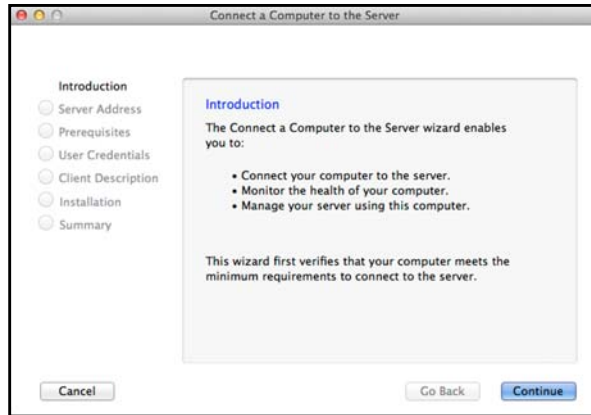 Connect a Computer to the Server
Introduction
Server Address
Prerequisites
User Credentials
Client Description
Installation
Summary
Introduction
The Connect a Computer to the Server wizard enables
you to:
• Connect your computer to the server.
• Monitor the health of your computer.
• Manage your server using this computer.
This wizard first verifies that your computer meets the
minimum requirements to connect to the server.
Cancel
Go Back
Continue